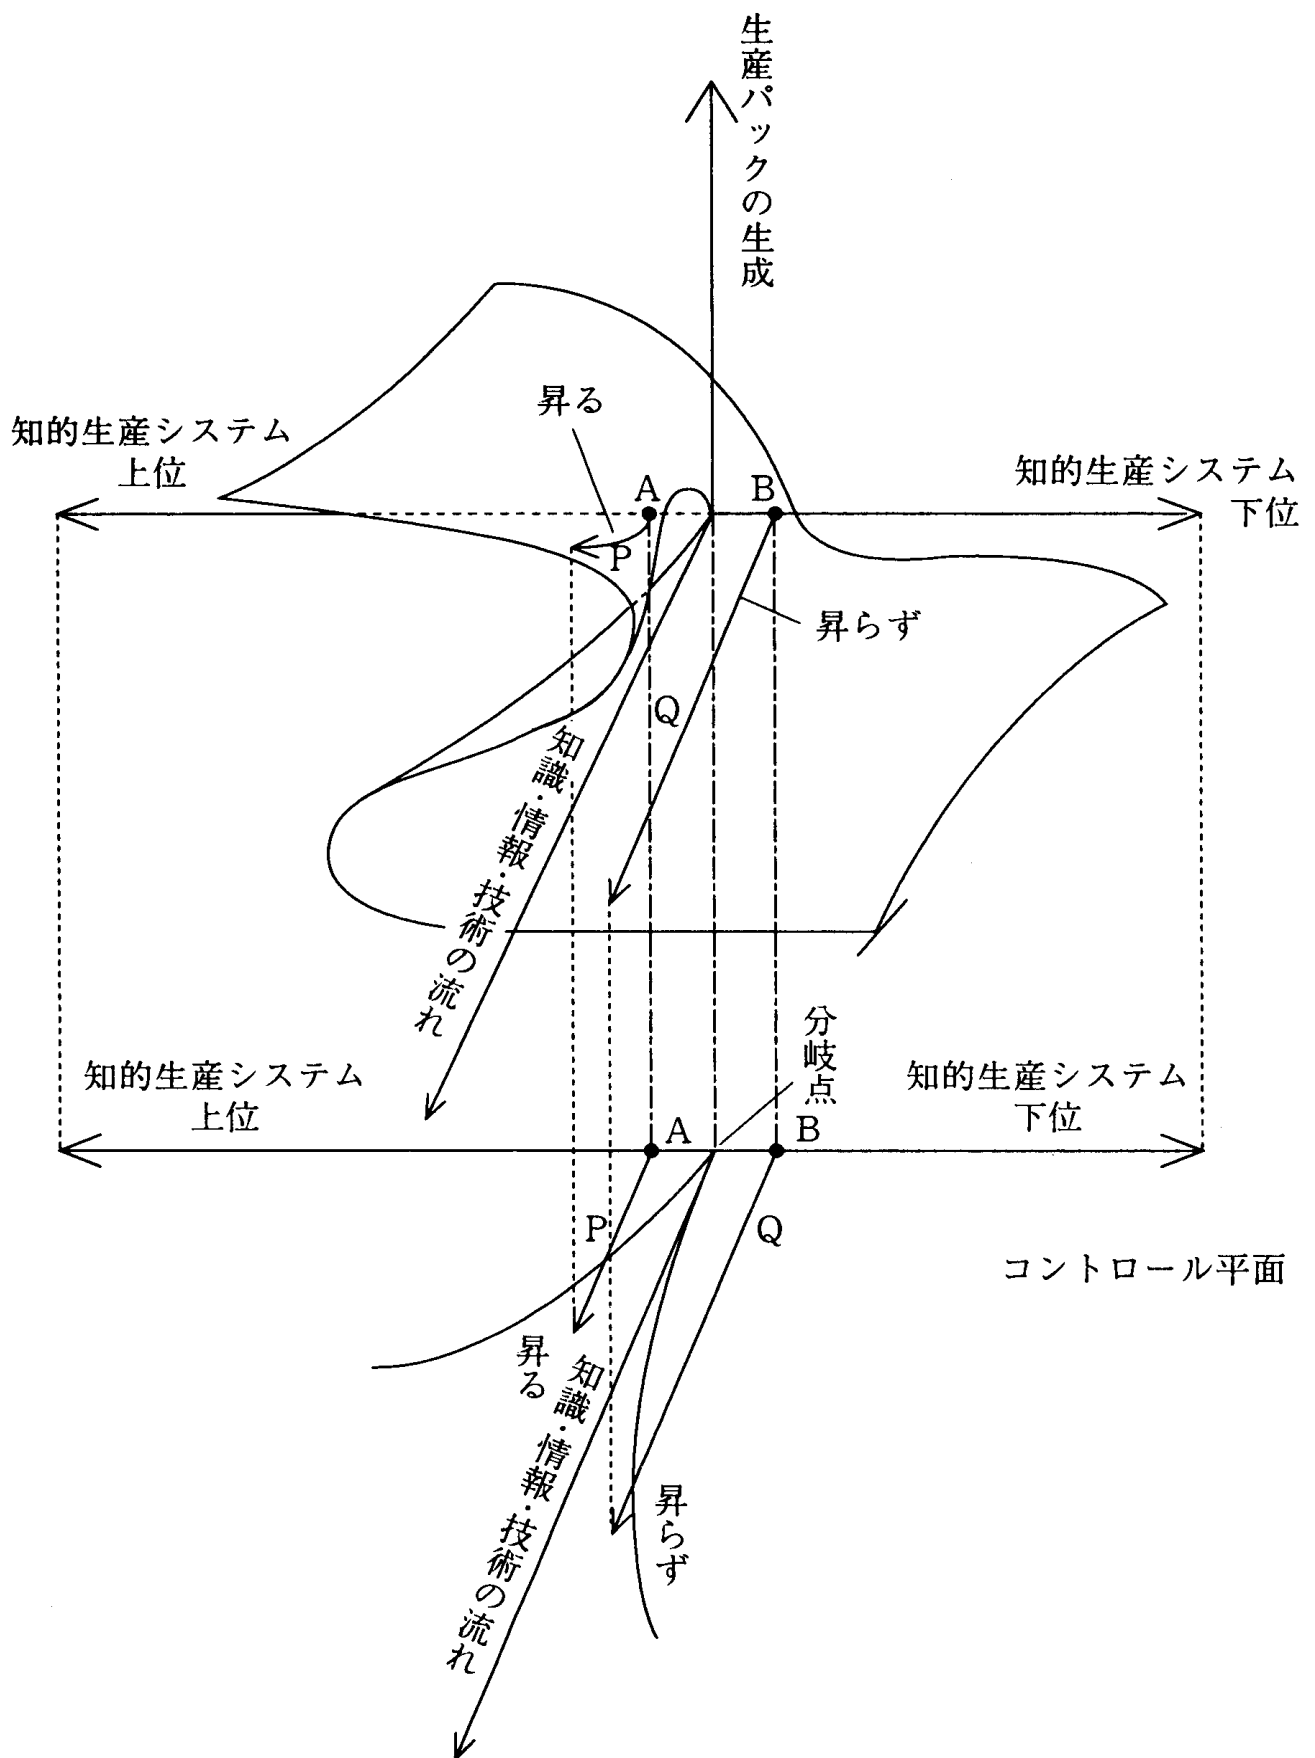 生産パックの生成
昇る
知的生産システム
上位
A
B
知的生産システム
下位
P
昇らず
Q
知識・情報・技術の流れ
分岐点
知的生産システム
上位
知的生産システム
下位
A
B
P
Q
コントロール平面
昇る
知識・情報・技術の流れ
昇らず